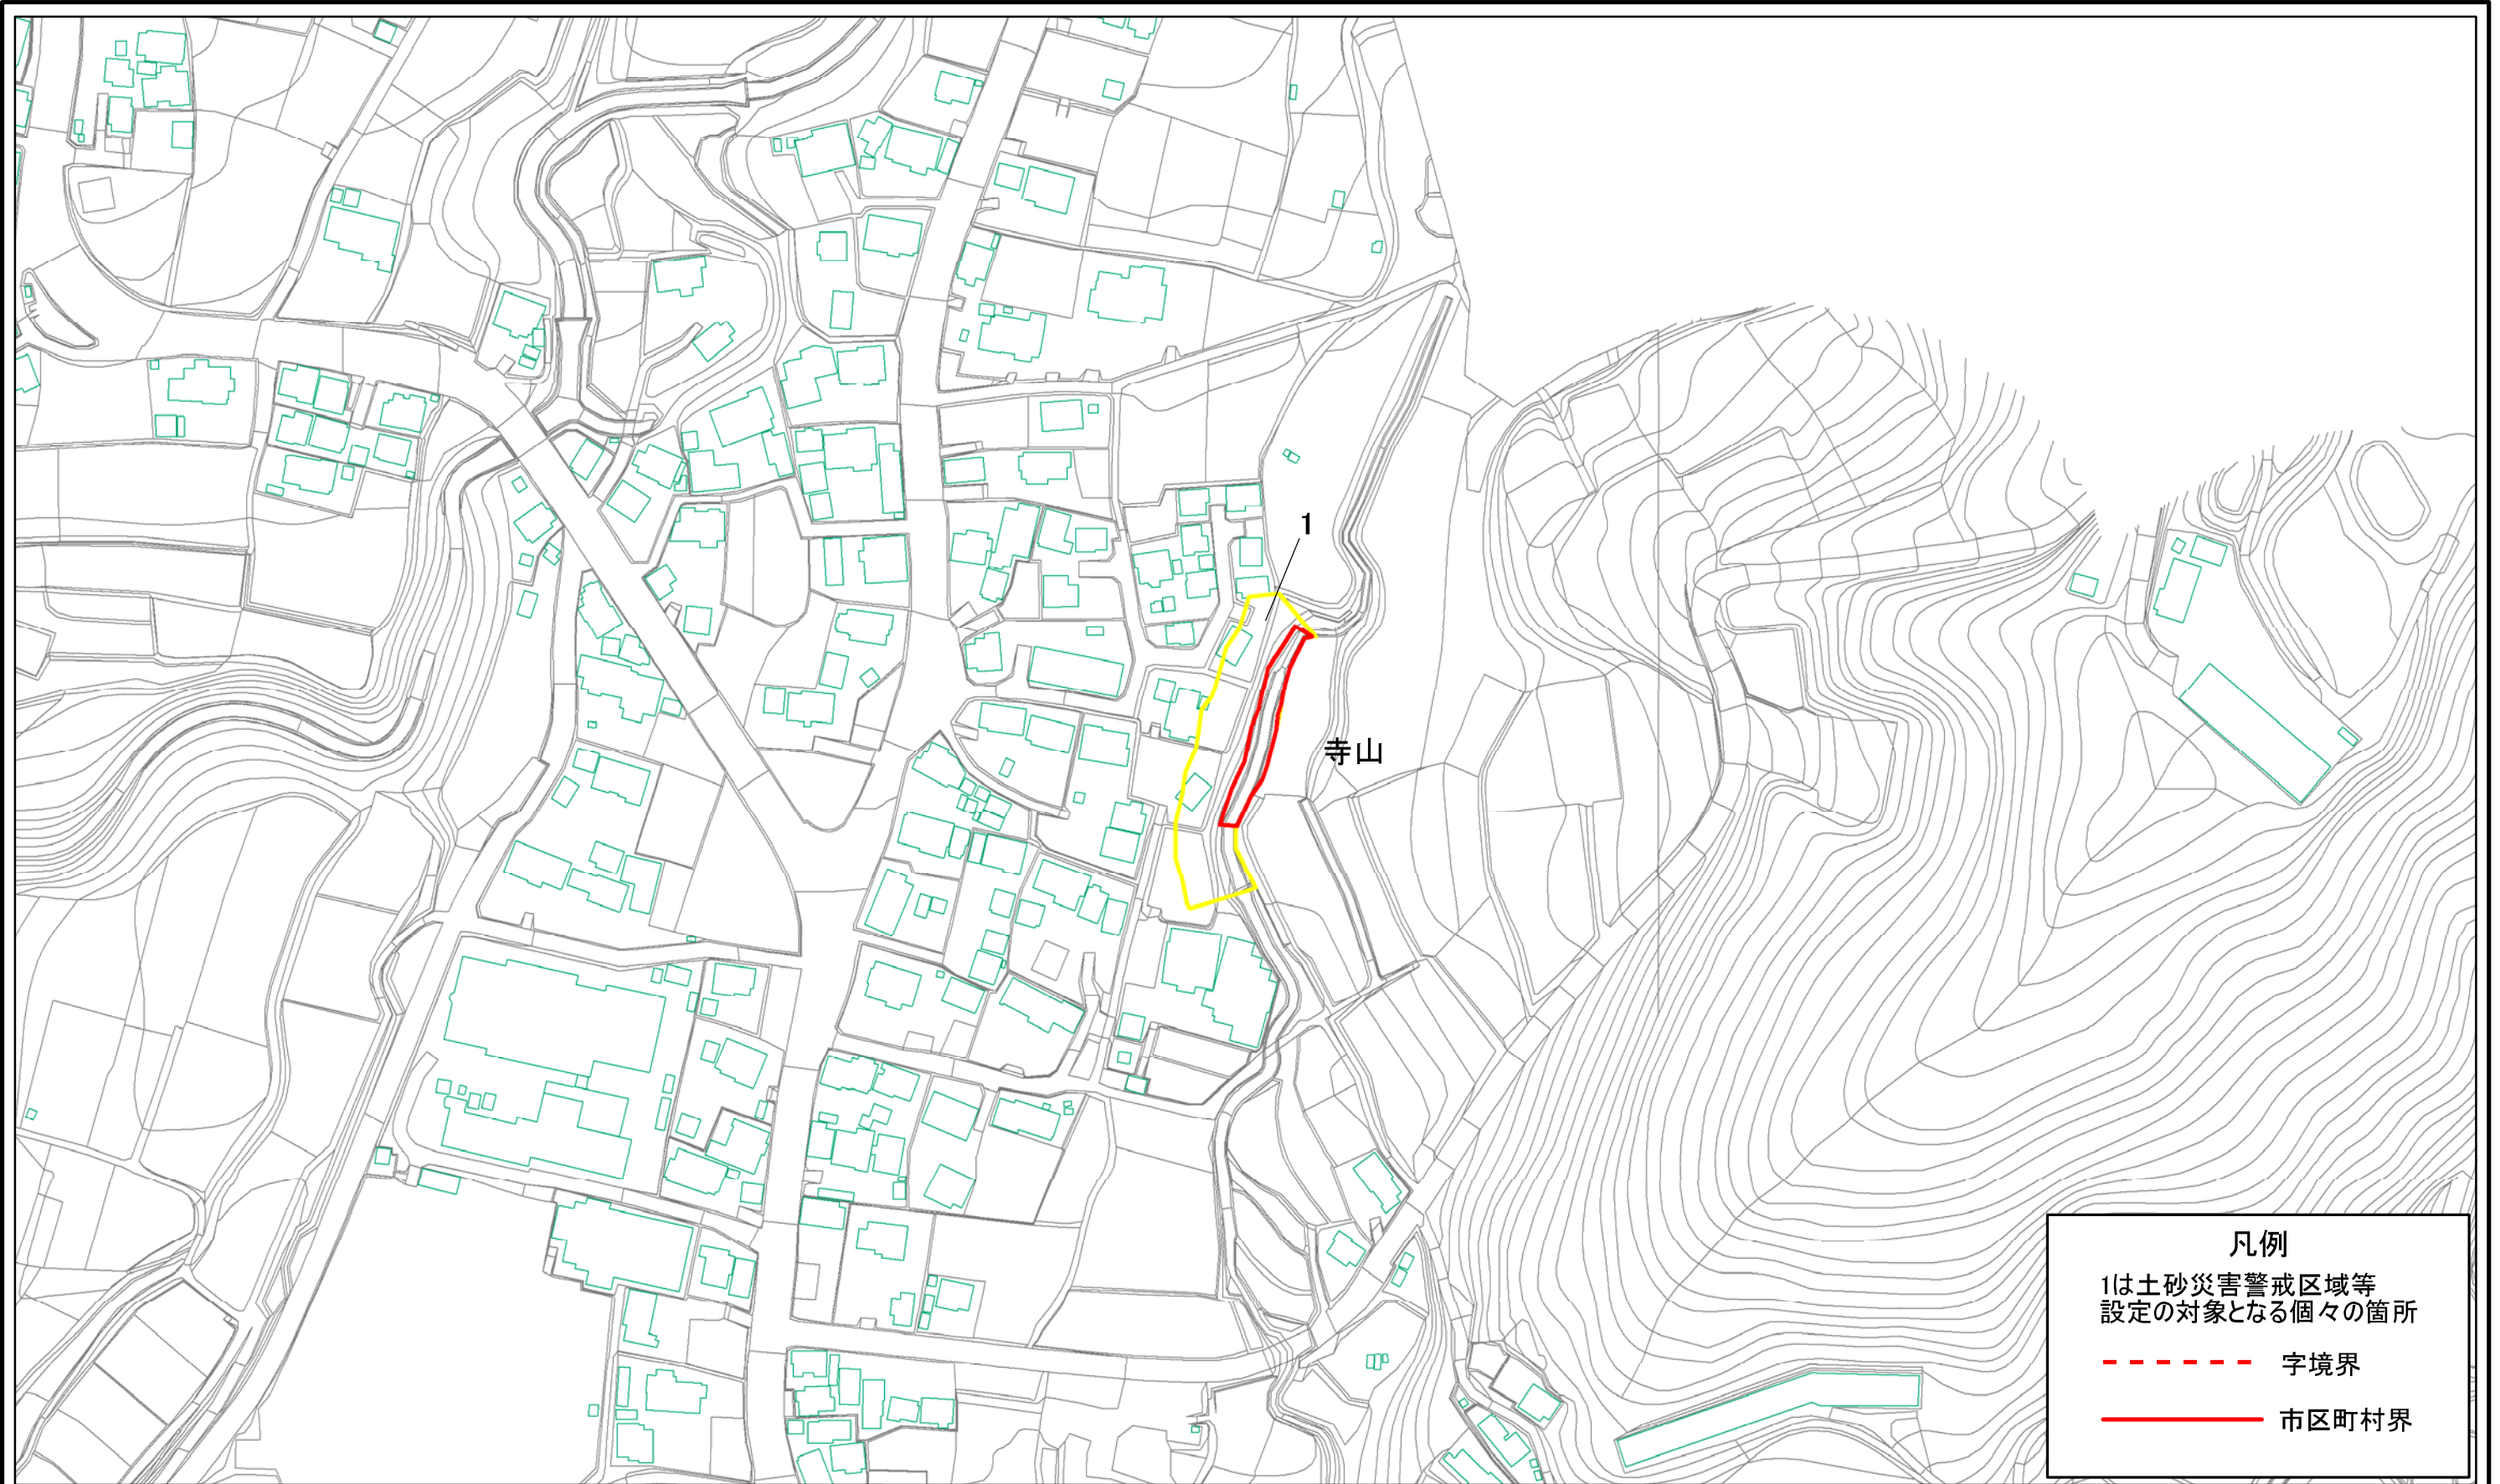 1
寺山
凡例
1は土砂災害警戒区域等
設定の対象となる個々の箇所
字境界
市区町村界